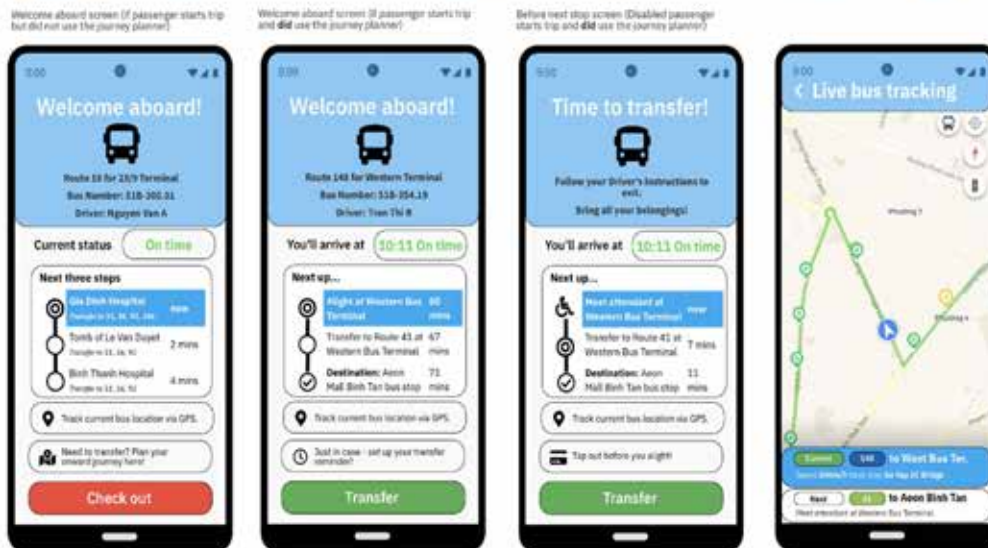 Welcome aboard screen (if passenger starts trip
but did not use the journey planner)
9:00
Welcome aboard!
Driver: Nguyen Van A
Current status
On time
Next three stops
Gia Dinh Hospital
now
Tomb of Le Van Duyet
2 mins
Binh Thanh Hospital
4 mins
Track current bus location via GPS.
Need to transfer? Plan your
onward journey here!
Check out
Welcome aboard screen (if passenger starts trip
and did use the journey planner)
9:00
Welcome aboard!
Route 148 for Western Terminal
Bus Number: 51B-354.19
Driver: Tran Thi B
You'll arrive at
10:11 On time
Next up...
Alight at Western Bus
Terminal
60
mins
Transfer to Route 41 at
Western Bus Terminal
67
mins
Destination: Aeon
Mall Binh Tan bus stop
71
mins
Track current bus location via GPS.
Just in case - set up your transfer
reminder?
Transfer
Before next stop screen (Disabled passenger
starts trip and did use the journey planner)
9:00
Time to transfer!
Follow your Driver's instructions to
exit.
Bring all your belongings!
You'll arrive at
10:11 On time
Next up...
Meet attendant at
Western Bus Terminal
now
Transfer to Route 41 at
Western Bus Terminal
7 mins
Destination: Aeon
Mall Binh Tan bus stop
11
mins
Track current bus location via GPS.
Tap out before you alight!
Transfer
9:00
Live bus tracking
Current
148
to West Bus Ter.
Next
41
to Aeon Binh Tan
Meet attendant at Western Bus Terminal